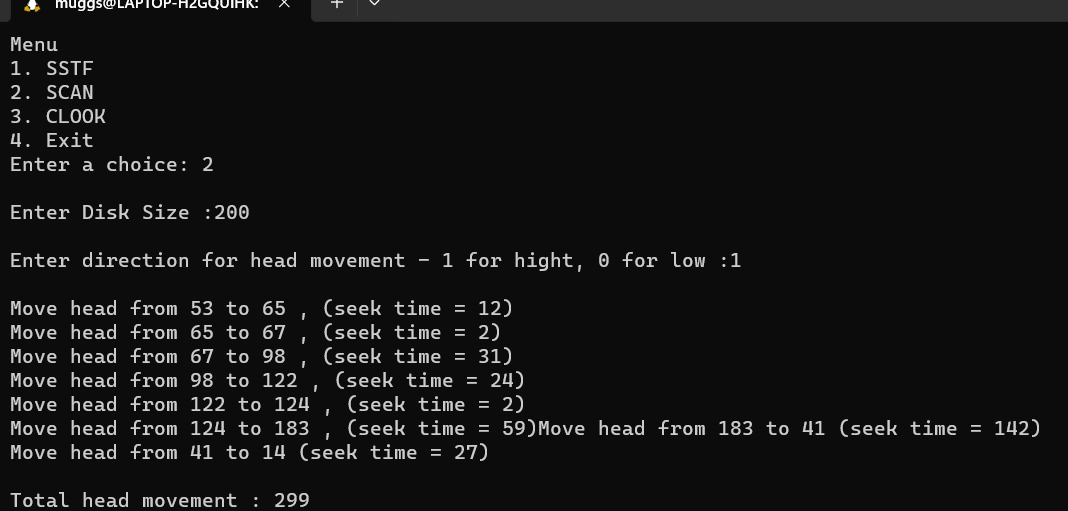 muggs@LAPTOP-H2GQUIHK:
Menu
1. SSTF
2. SCAN
3. CLOOK
4. Exit
Enter a choice: 2
Enter Disk Size :200
Enter direction for head movement - 1 for hight, 0 for low :1
Move head from 53 to 65 , (seek time = 12)
Move head from 65 to 67 , (seek time = 2)
Move head from 67 to 98 , (seek time = 31)
Move head from 98 to 122 , (seek time = 24)
Move head from 122 to 124 , (seek time = 2)
Move head from 124 to 183 , (seek time = 59)Move head from 183 to 41 (seek time = 142)
Move head from 41 to 14 (seek time = 27)
Total head movement : 299